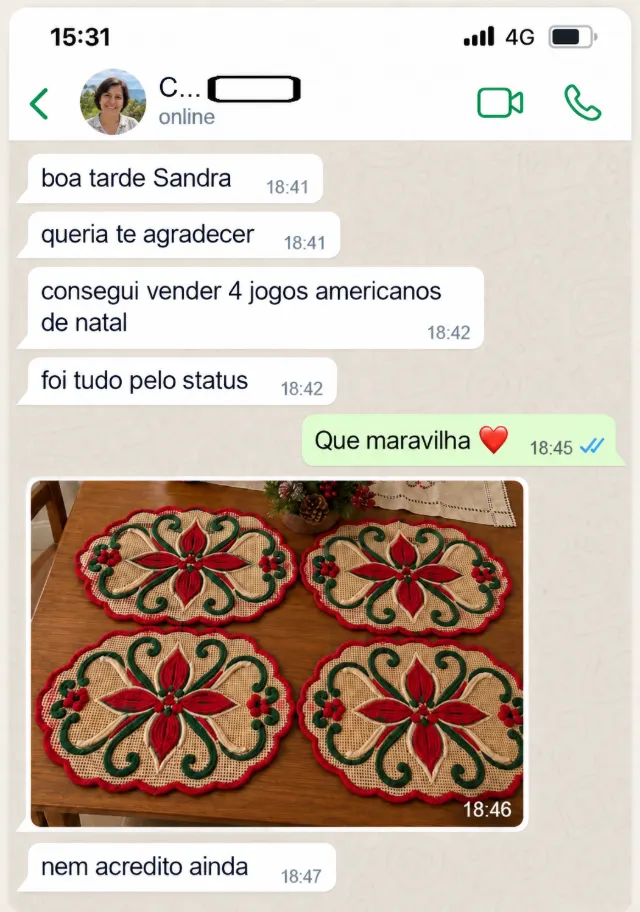 15:31
4G
C...
online
boa tarde Sandra 18:41
queria te agradecer 18:41
consegui vender 4 jogos americanos
de natal 18:42
foi tudo pelo status 18:42
Que maravilha ❤️ 18:45
18:46
nem acredito ainda 18:47